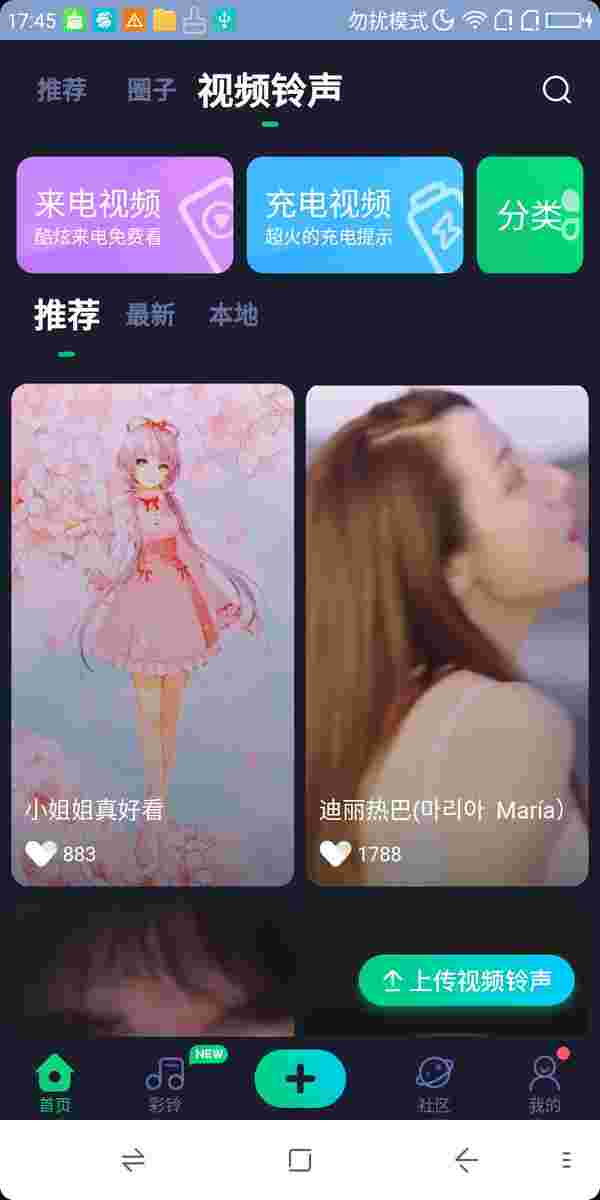 17:45 勿扰模式
推荐 圈子 视频铃声
来电视频 充电视频 分类
酷炫来电免费看 超火的充电提示
推荐 最新 本地
小姐姐真好看 迪丽热巴(마리아 María）
883 1788
上传视频铃声
NEW
首页 彩铃 社区 我的